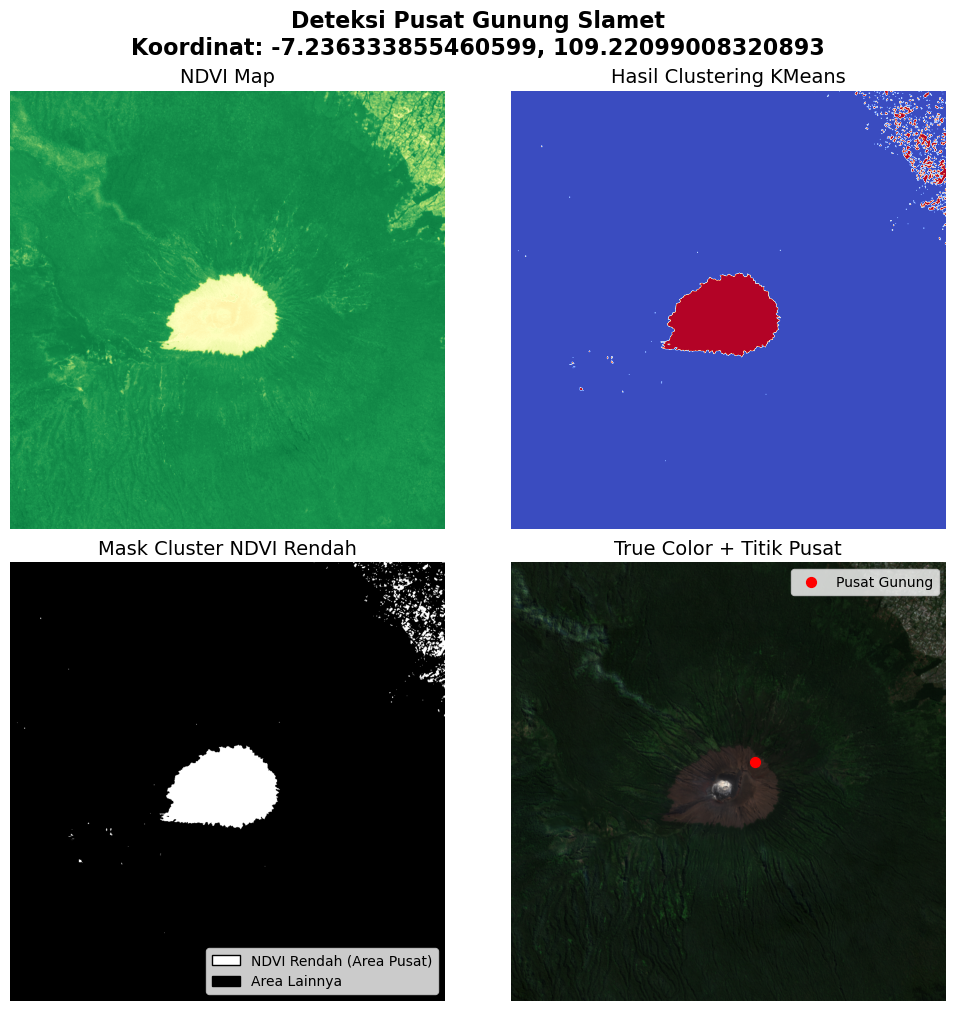 Deteksi Pusat Gunung Slamet
Koordinat: -7.236333855460599, 109.22099008320893
NDVI Map
Hasil Clustering KMeans
Mask Cluster NDVI Rendah
True Color + Titik Pusat
Pusat Gunung
NDVI Rendah (Area Pusat)
Area Lainnya